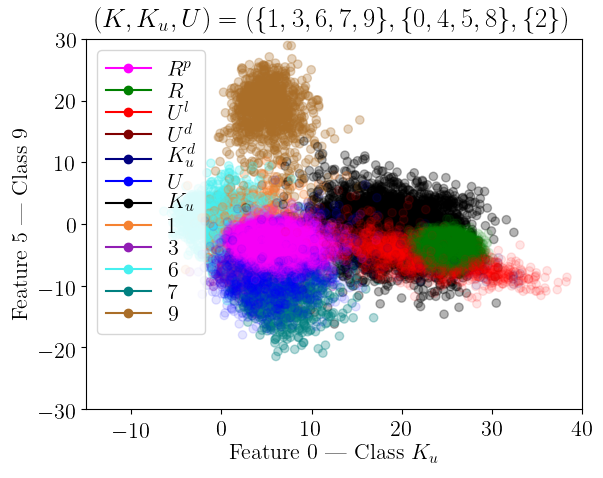 (K, K_u, U) = ({1, 3, 6, 7, 9}, {0, 4, 5, 8}, {2})
30
20
10
0
−10
−20
−30
Feature 5 — Class 9
R^p
R
U^l
U^d
K_u^d
U
K_u
1
3
6
7
9
−10
0
10
20
30
40
Feature 0 — Class K_u